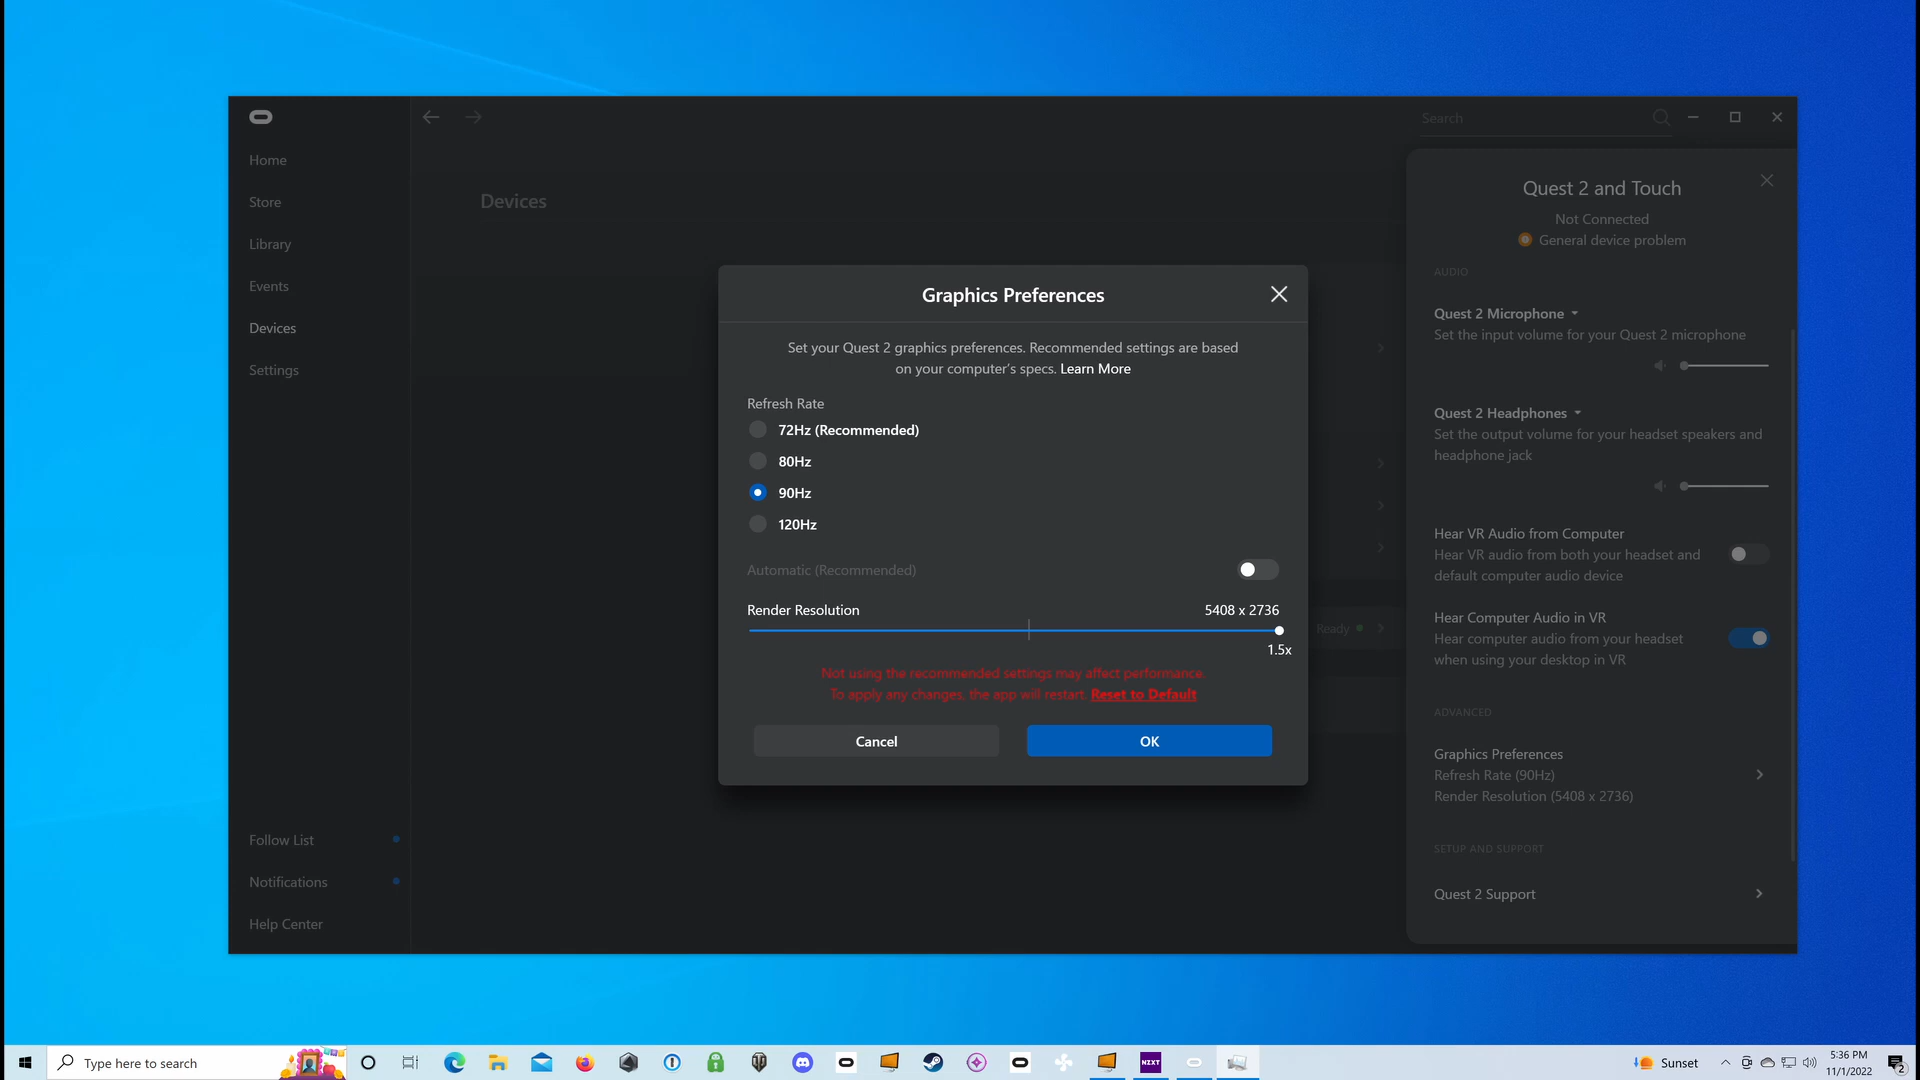 Search
Home
Store
Library
Events
Devices
Settings
Follow List
Notifications
Help Center
Devices
Graphics Preferences
Set your Quest 2 graphics preferences. Recommended settings are based
on your computer's specs. Learn More
Refresh Rate
72Hz (Recommended)
80Hz
90Hz
120Hz
Automatic (Recommended)
Render Resolution 5408 x 2736
1.5x
Not using the recommended settings may affect performance.
To apply any changes, the app will restart. Reset to Default
Cancel OK
Ready
Quest 2 and Touch
Not Connected
General device problem
AUDIO
Quest 2 Microphone
Set the input volume for your Quest 2 microphone
Quest 2 Headphones
Set the output volume for your headset speakers and
headphone jack
Hear VR Audio from Computer
Hear VR audio from both your headset and
default computer audio device
Hear Computer Audio in VR
Hear computer audio from your headset
when using your desktop in VR
ADVANCED
Graphics Preferences
Refresh Rate (90Hz)
Render Resolution (5408 x 2736)
SETUP AND SUPPORT
Quest 2 Support
Type here to search
NZXT
Sunset
5:36 PM
11/1/2022
2